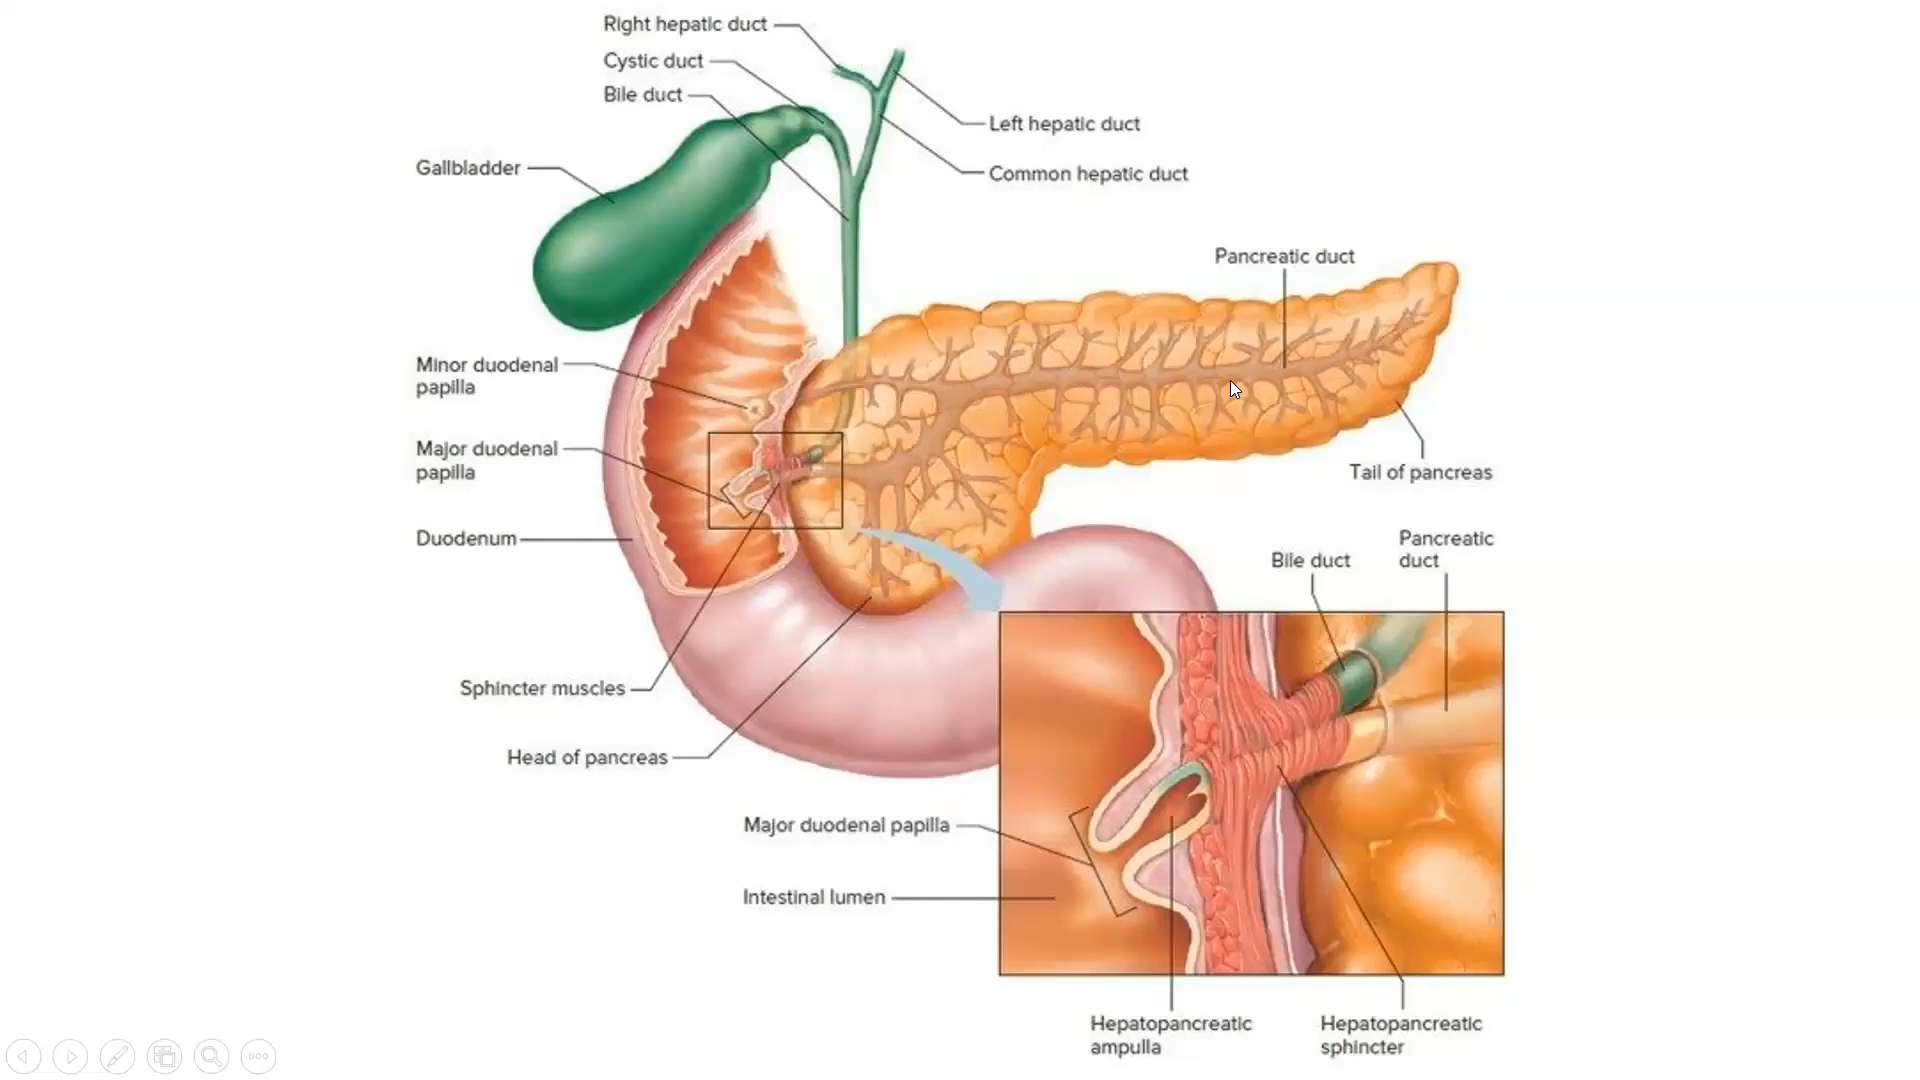 Right hepatic duct
Cystic duct
Bile duct
Left hepatic duct
Gallbladder
Common hepatic duct
Pancreatic duct
Minor duodenal
papilla
Major duodenal
papilla
Tail of pancreas
Duodenum
Bile duct
Pancreatic
duct
Sphincter muscles
Head of pancreas
Major duodenal papilla
Intestinal lumen
Hepatopancreatic
ampulla
Hepatopancreatic
sphincter